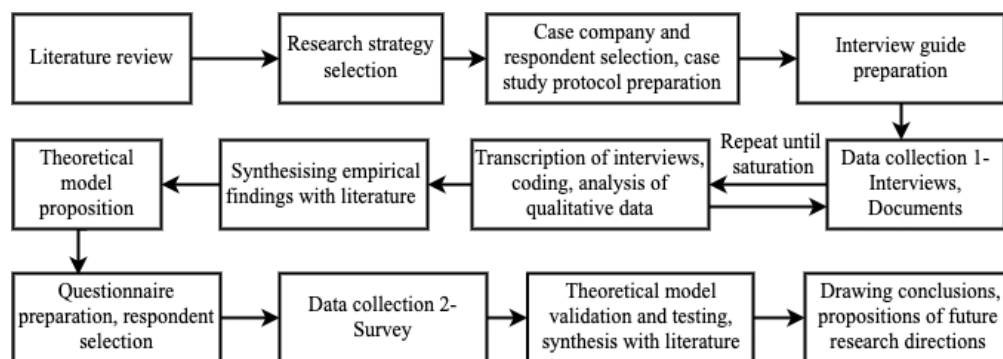 Literature review
Research strategy
selection
Case company and
respondent selection, case
study protocol preparation
Interview guide
preparation
Theoretical
model
proposition
Synthesising empirical
findings with literature
Transcription of interviews,
coding, analysis of
qualitative data
Repeat until
saturation
Data collection 1-
Interviews,
Documents
Questionnaire
preparation, respondent
selection
Data collection 2-
Survey
Theoretical model
validation and testing,
synthesis with literature
Drawing conclusions,
propositions of future
research directions